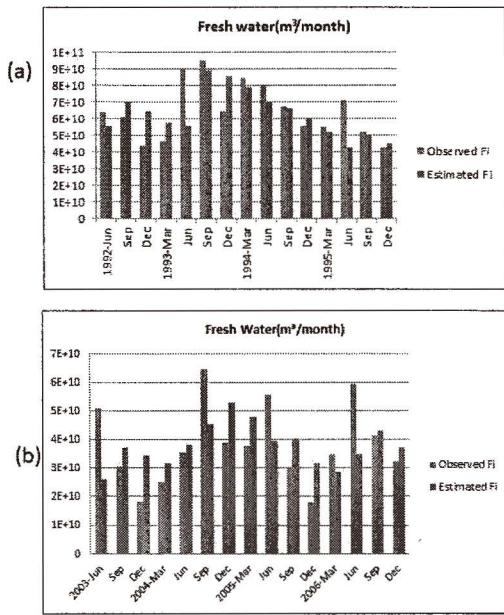 (a)
Fresh water(m³/month)
1E+11
9E+10
8E+10
7E+10
6E+10
5E+10
4E+10
3E+10
2E+10
1E+10
0
1992-Jun
Sep
Dec
1993-Mar
Jun
Sep
Dec
1994-Mar
Jun
Sep
Dec
1995-Mar
Jun
Sep
Dec
Observed Fi
Estimated Fi
(b)
Fresh Water(m³/month)
7E+10
6E+10
5E+10
4E+10
3E+10
2E+10
1E+10
0
2003-Jun
Sep
Dec
2004-Mar
Jun
Sep
Dec
2005-Mar
Jun
Sep
Dec
2006-Mar
Jun
Sep
Dec
Observed Fi
Estimated Fi